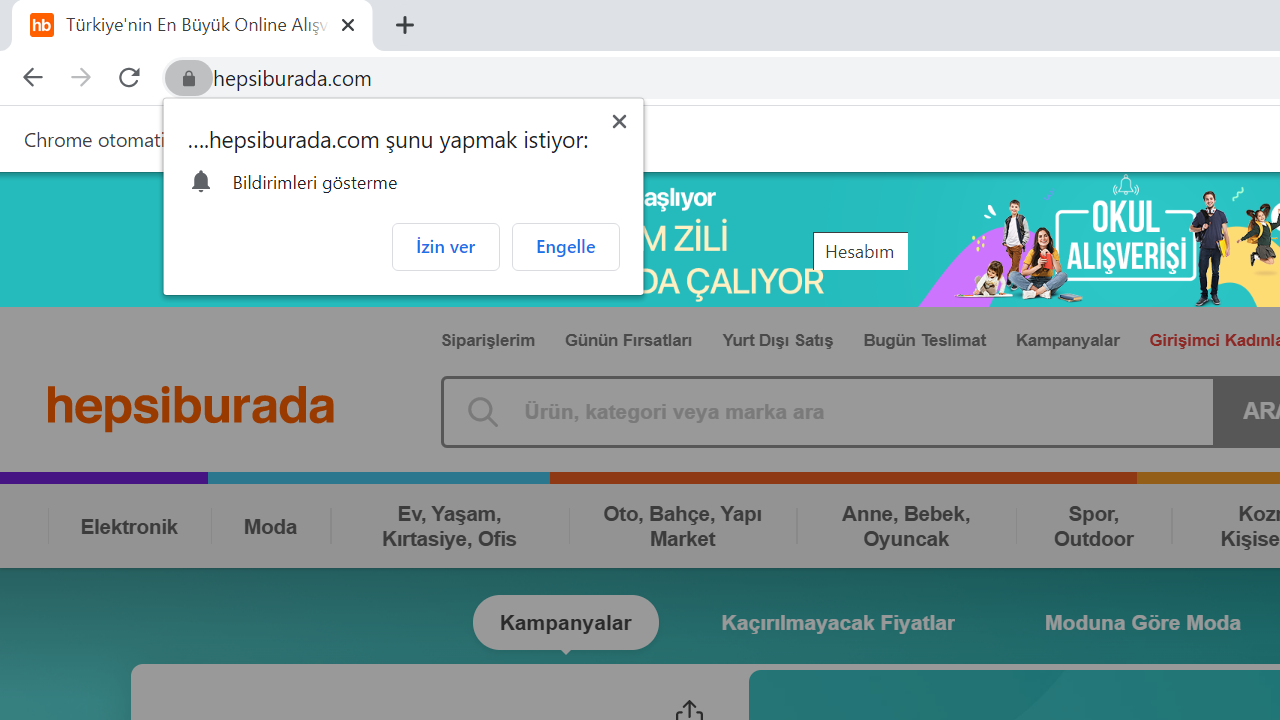 hb Türkiye'nin En Büyük Online Alışv
hepsiburada.com
Chrome otomati
....hepsiburada.com şunu yapmak istiyor:
Bildirimleri gösterme
İzin ver
Engelle
aşlıyor
M ZİLİ
DA ÇALIYOR
Hesabım
OKUL
ALIŞVERİŞİ
Siparişlerim
Günün Fırsatları
Yurt Dışı Satış
Bugün Teslimat
Kampanyalar
Girişimci Kadınla
hepsiburada
Ürün, kategori veya marka ara
ARA
Elektronik
Moda
Ev, Yaşam,
Kırtasiye, Ofis
Oto, Bahçe, Yapı
Market
Anne, Bebek,
Oyuncak
Spor,
Outdoor
Kozm
Kişise
Kampanyalar
Kaçırılmayacak Fiyatlar
Moduna Göre Moda